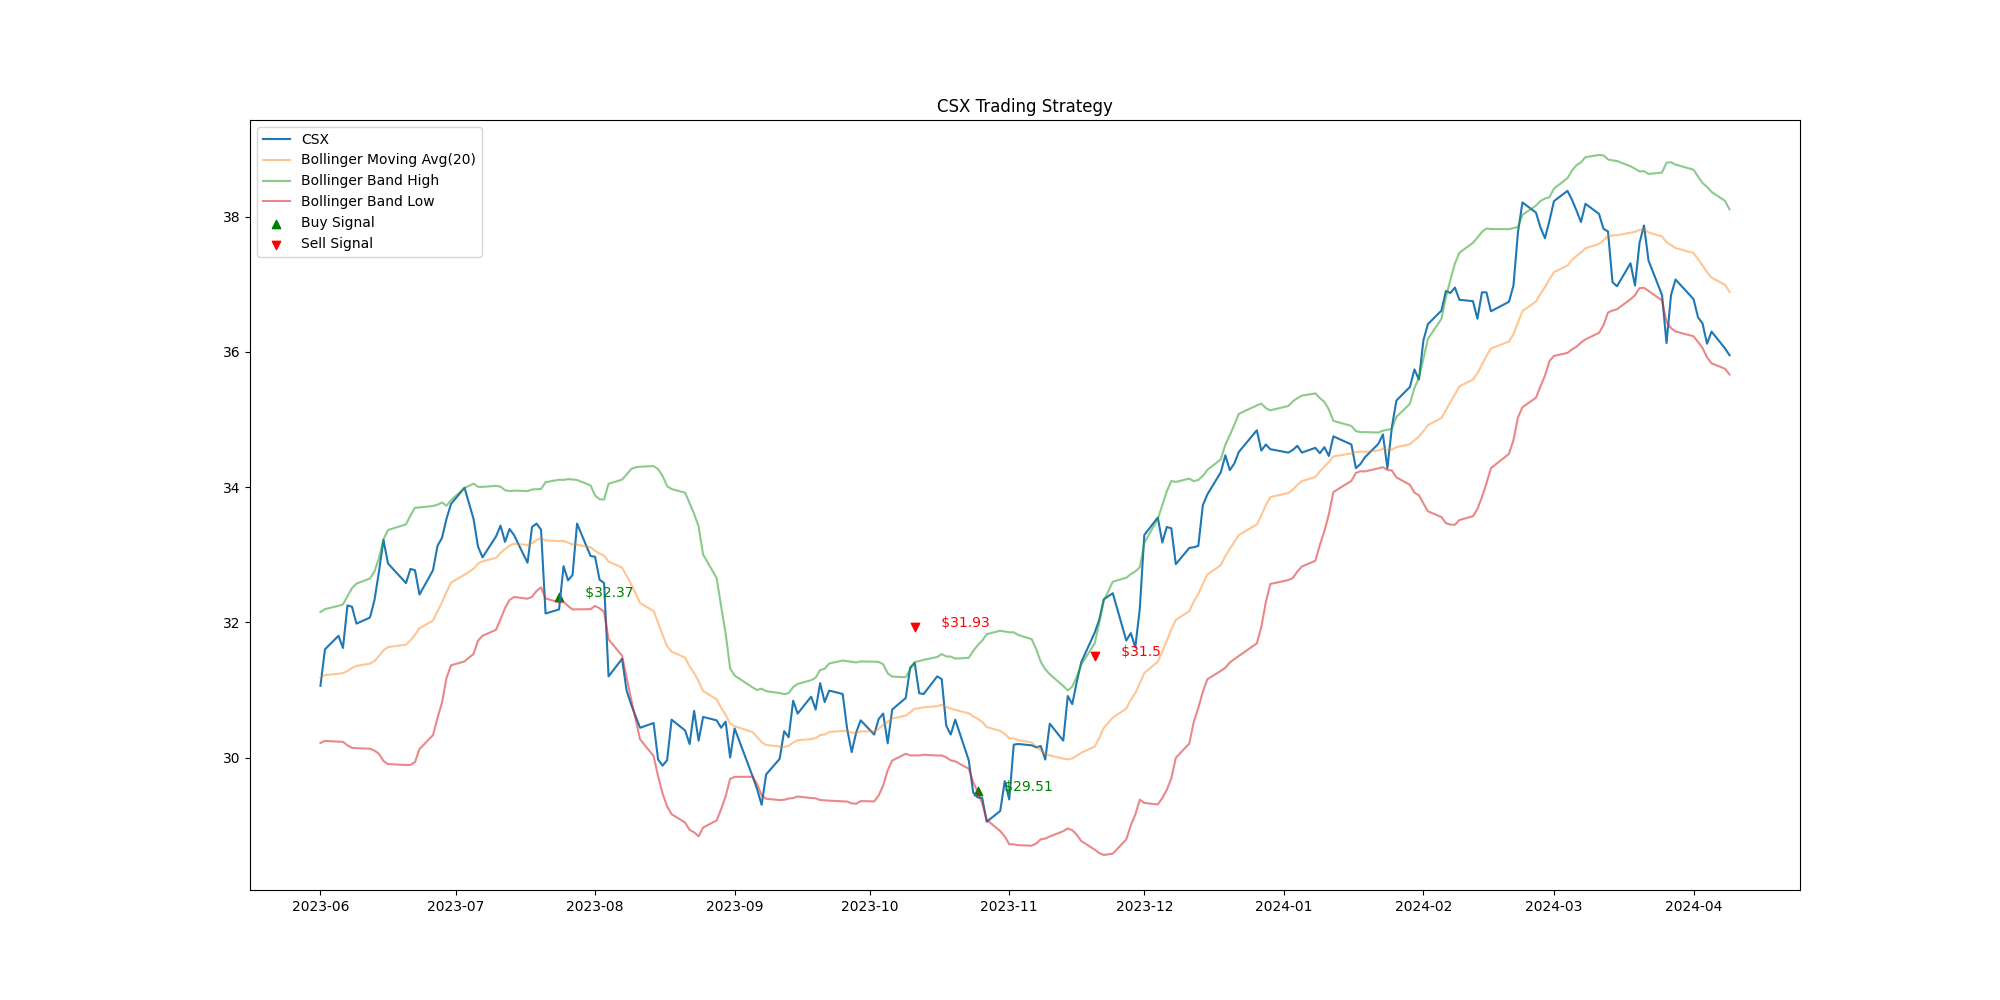 CSX Trading Strategy
CSX
Bollinger Moving Avg(20)
Bollinger Band High
Bollinger Band Low
Buy Signal
Sell Signal
38
36
34
32
30
$32.37
$31.93
$31.5
$29.51
2023-06 2023-07 2023-08 2023-09 2023-10 2023-11 2023-12 2024-01 2024-02 2024-03 2024-04